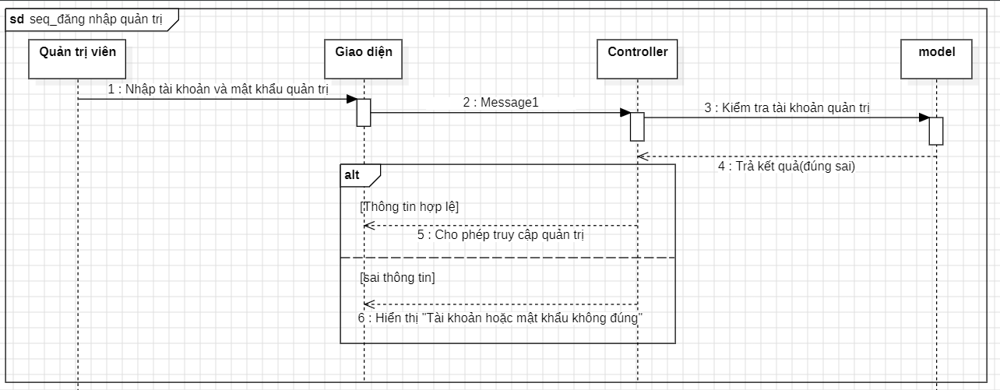 sd seq_đăng nhập quản trị
Quản trị viên
Giao diện
Controller
model
1 : Nhập tài khoản và mật khẩu quản trị
2 : Message1
3 : Kiểm tra tài khoản quản trị
4 : Trả kết quả(đúng sai)
alt
[Thông tin hợp lệ]
5 : Cho phép truy cập quản trị
[sai thông tin]
6 : Hiển thị "Tài khoản hoặc mật khẩu không đúng"